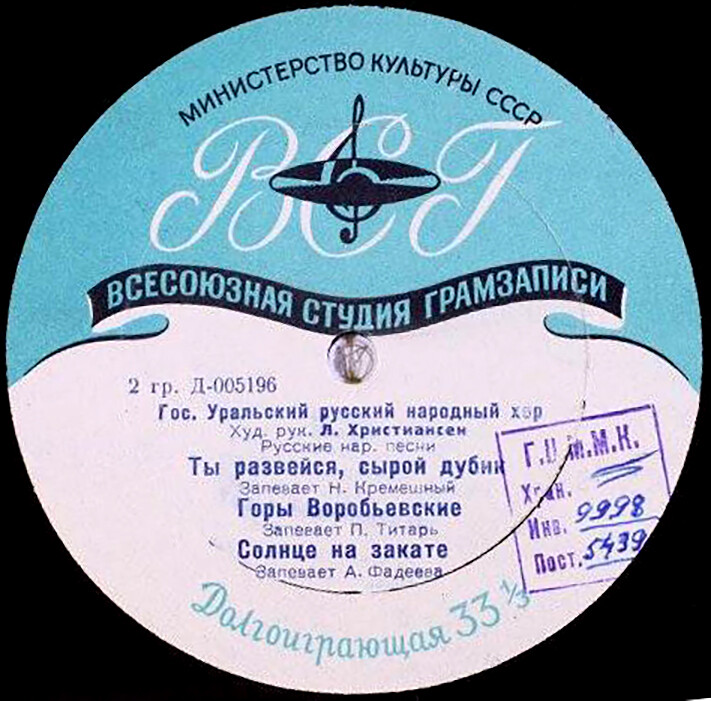 МИНИСТЕРСТВО КУЛЬТУРЫ СССР
ВСГ
ВСЕСОЮЗНАЯ СТУДИЯ ГРАМЗАПИСИ
2 гр. Д-005196
Гос. Уральский русский народный хор
Худ. рук. Л. Христиансен
Русские нар. песни
Ты развейся, сырой дубник
Запевает Н. Кремешный
Горы Воробьевские
Запевает П. Титарь
Солнце на закате
Запевает А. Фадеева
Долгоиграющая 33 1/3
Г.Ц.М.М.К.
Хран.
Инв. 9998
Пост. 5439